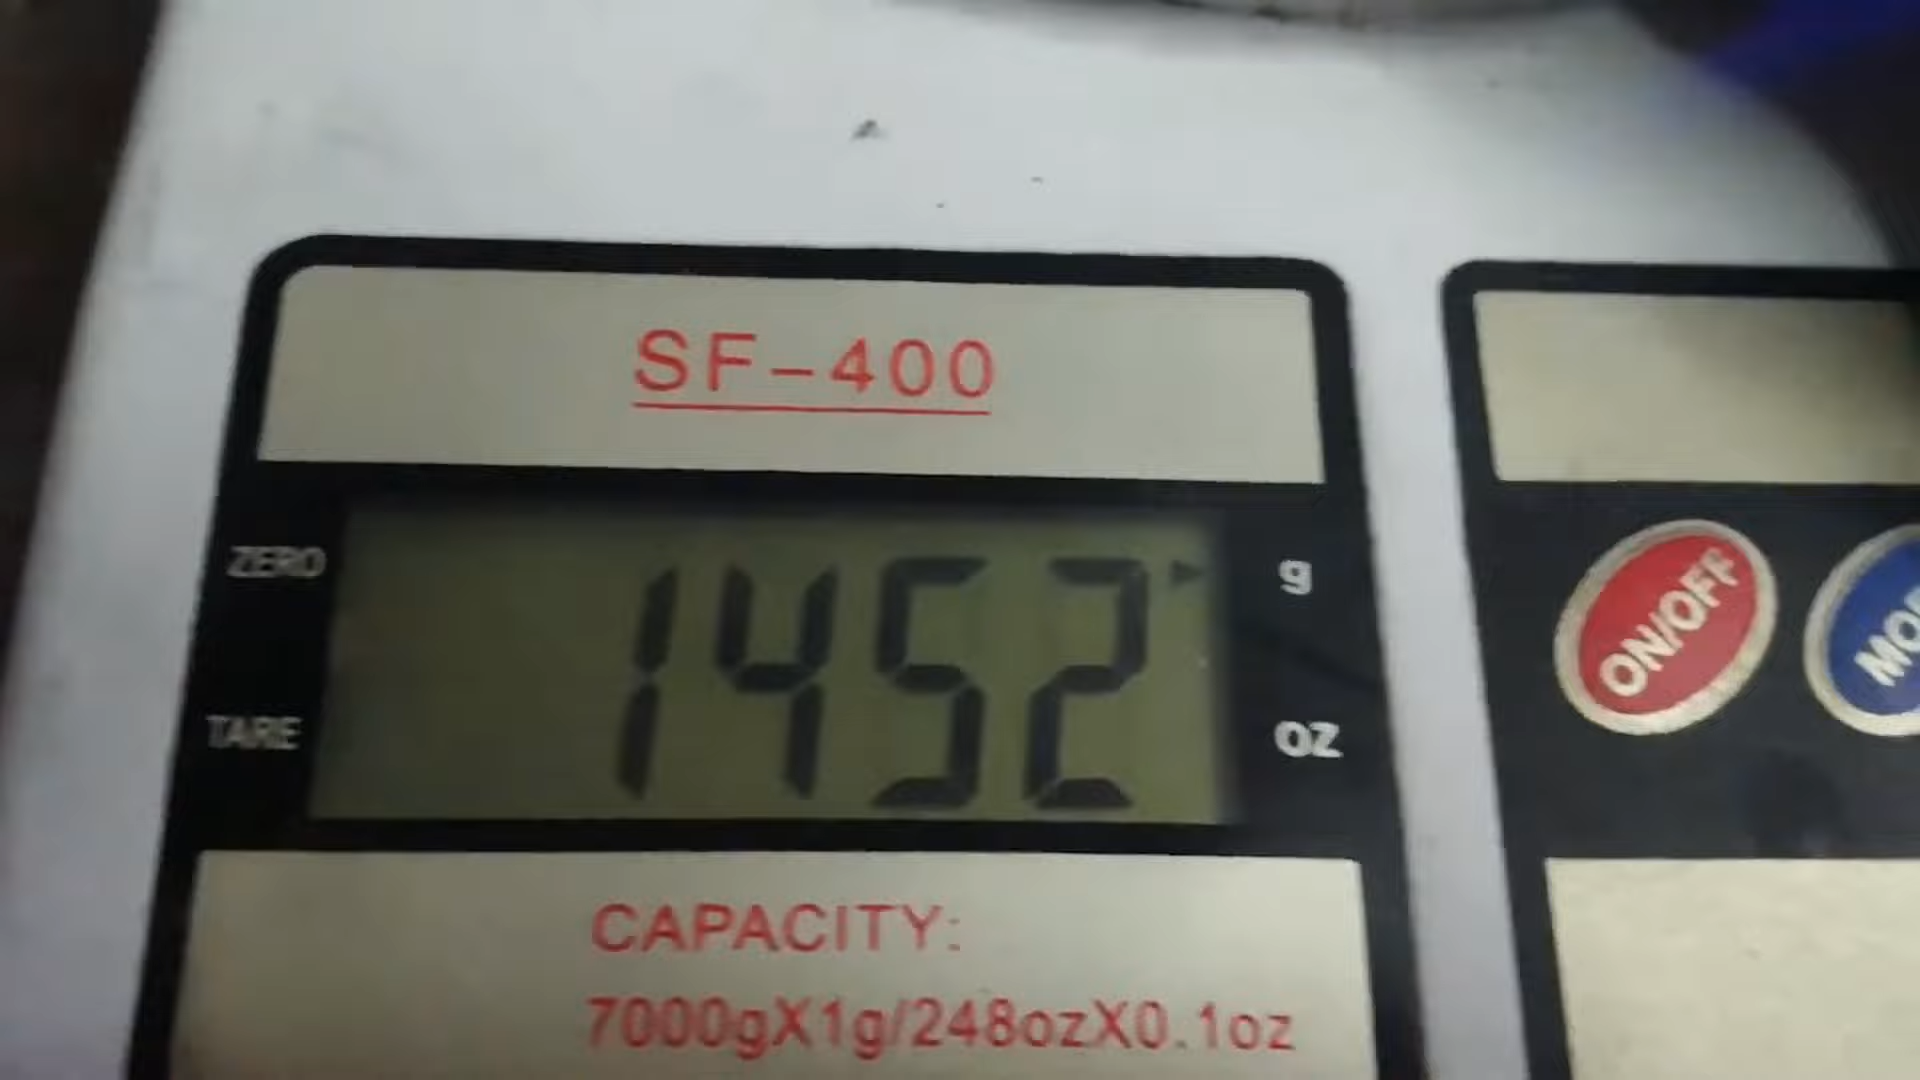 SF-400
ZERO
1452
g
TARE
oz
ON/OFF
CAPACITY:
7000gX1g/248ozX0.1oz